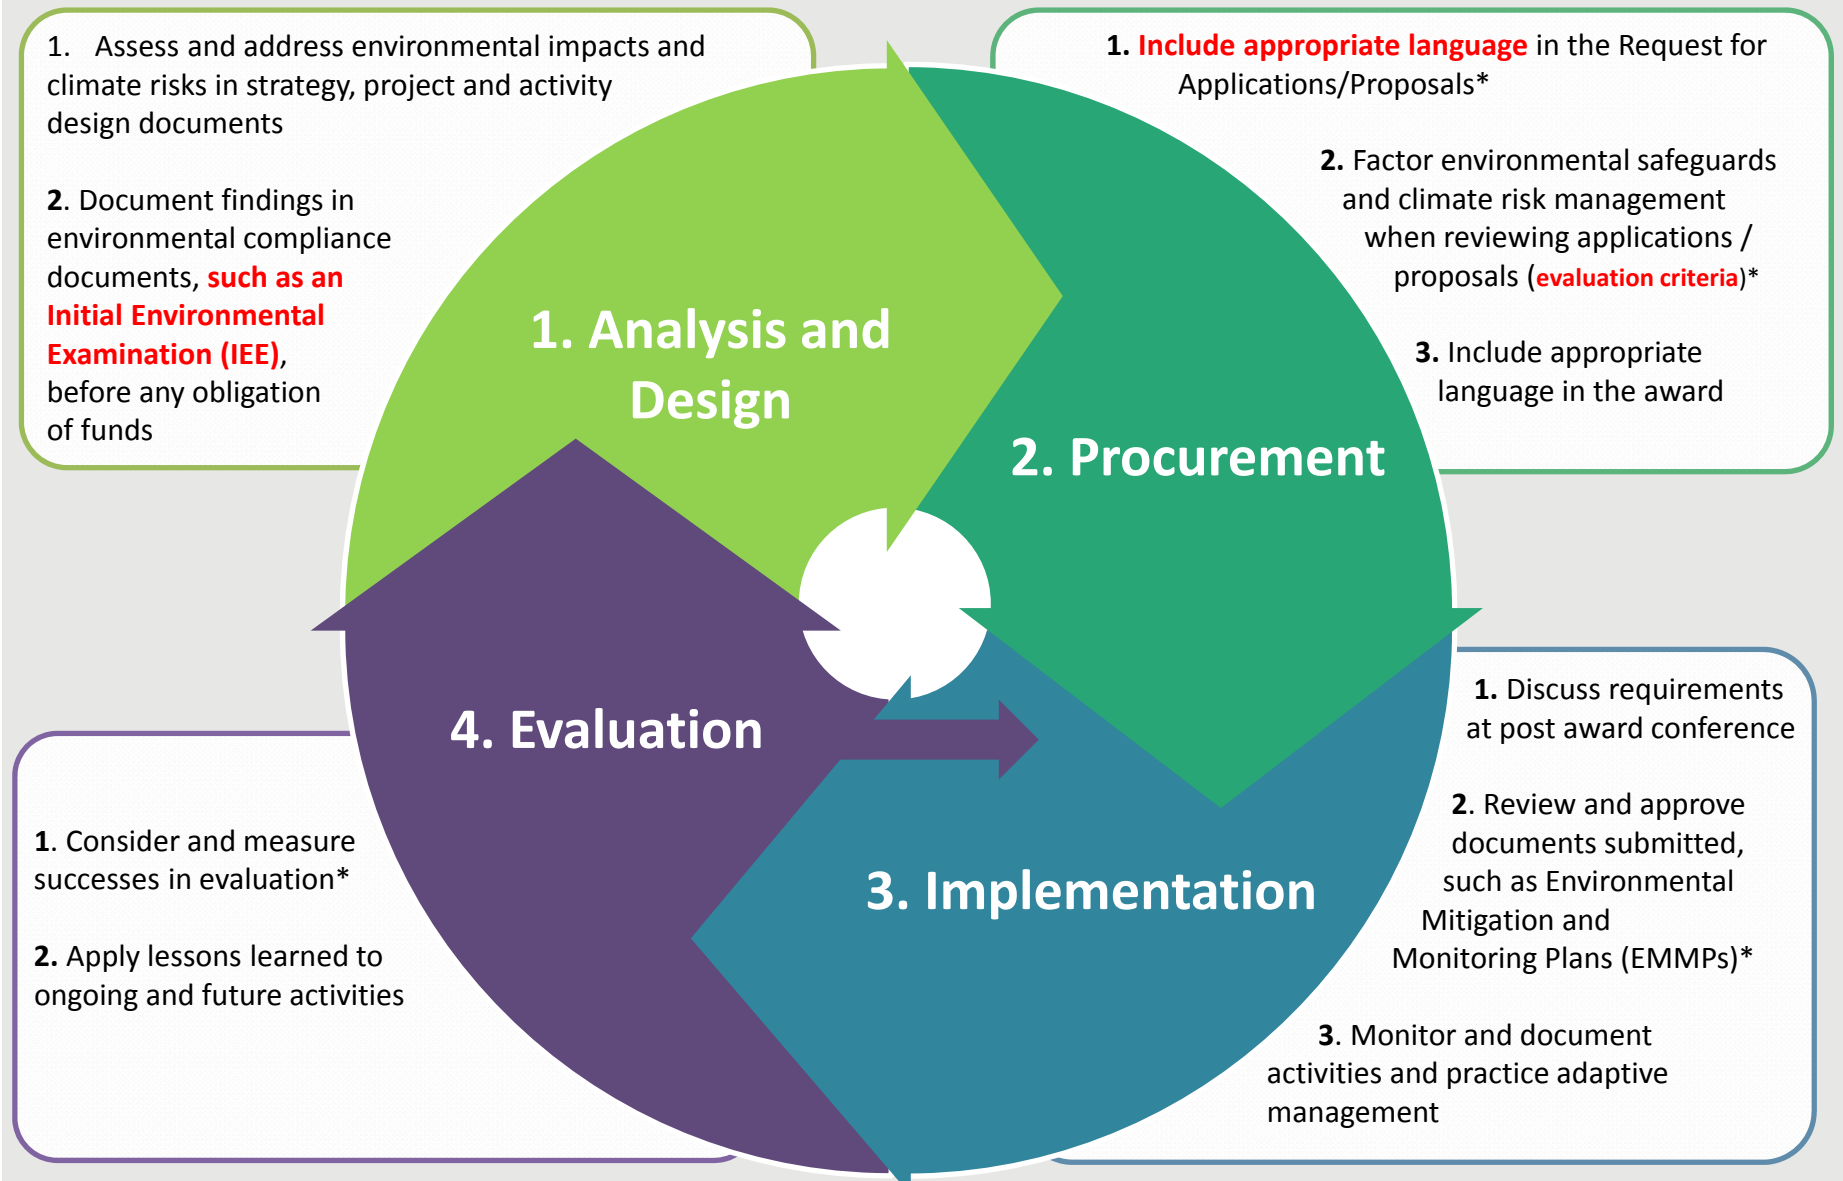 1. Assess and address environmental impacts and
climate risks in strategy, project and activity
design documents
2. Document findings in
environmental compliance
documents, such as an
Initial Environmental
Examination (IEE),
before any obligation
of funds
1. Include appropriate language in the Request for
Applications/Proposals*
2. Factor environmental safeguards
and climate risk management
when reviewing applications /
proposals (evaluation criteria)*
3. Include appropriate
language in the award
1. Analysis and
Design
2. Procurement
4. Evaluation
3. Implementation
1. Discuss requirements
at post award conference
2. Review and approve
documents submitted,
such as Environmental
Mitigation and
Monitoring Plans (EMMPs)*
3. Monitor and document
activities and practice adaptive
management
1. Consider and measure
successes in evaluation*
2. Apply lessons learned to
ongoing and future activities